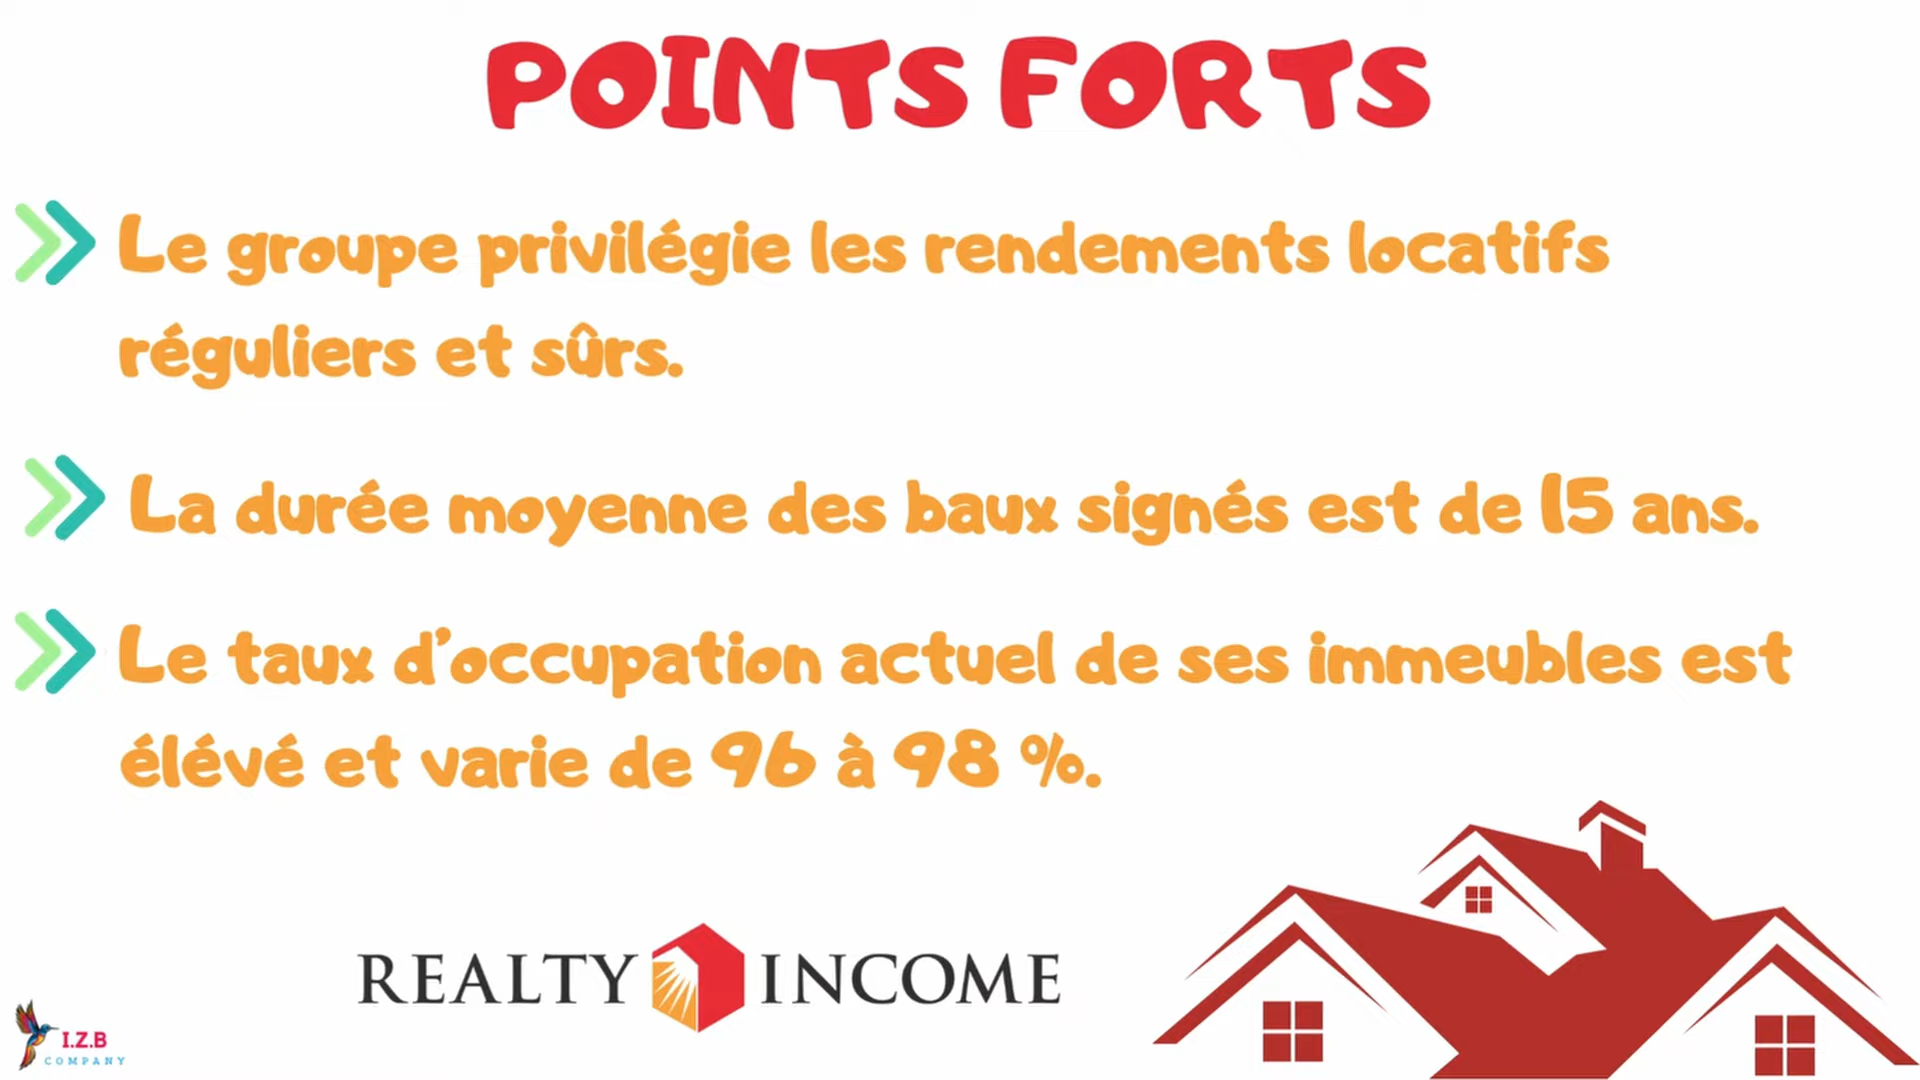 POINTS FORTS
Le groupe privilégie les rendements locatifs
réguliers et sûrs.
La durée moyenne des baux signés est de 15 ans.
Le taux d'occupation actuel de ses immeubles est
élévé et varie de 96 à 98 %.
REALTY INCOME
I.Z.B
COMPANY